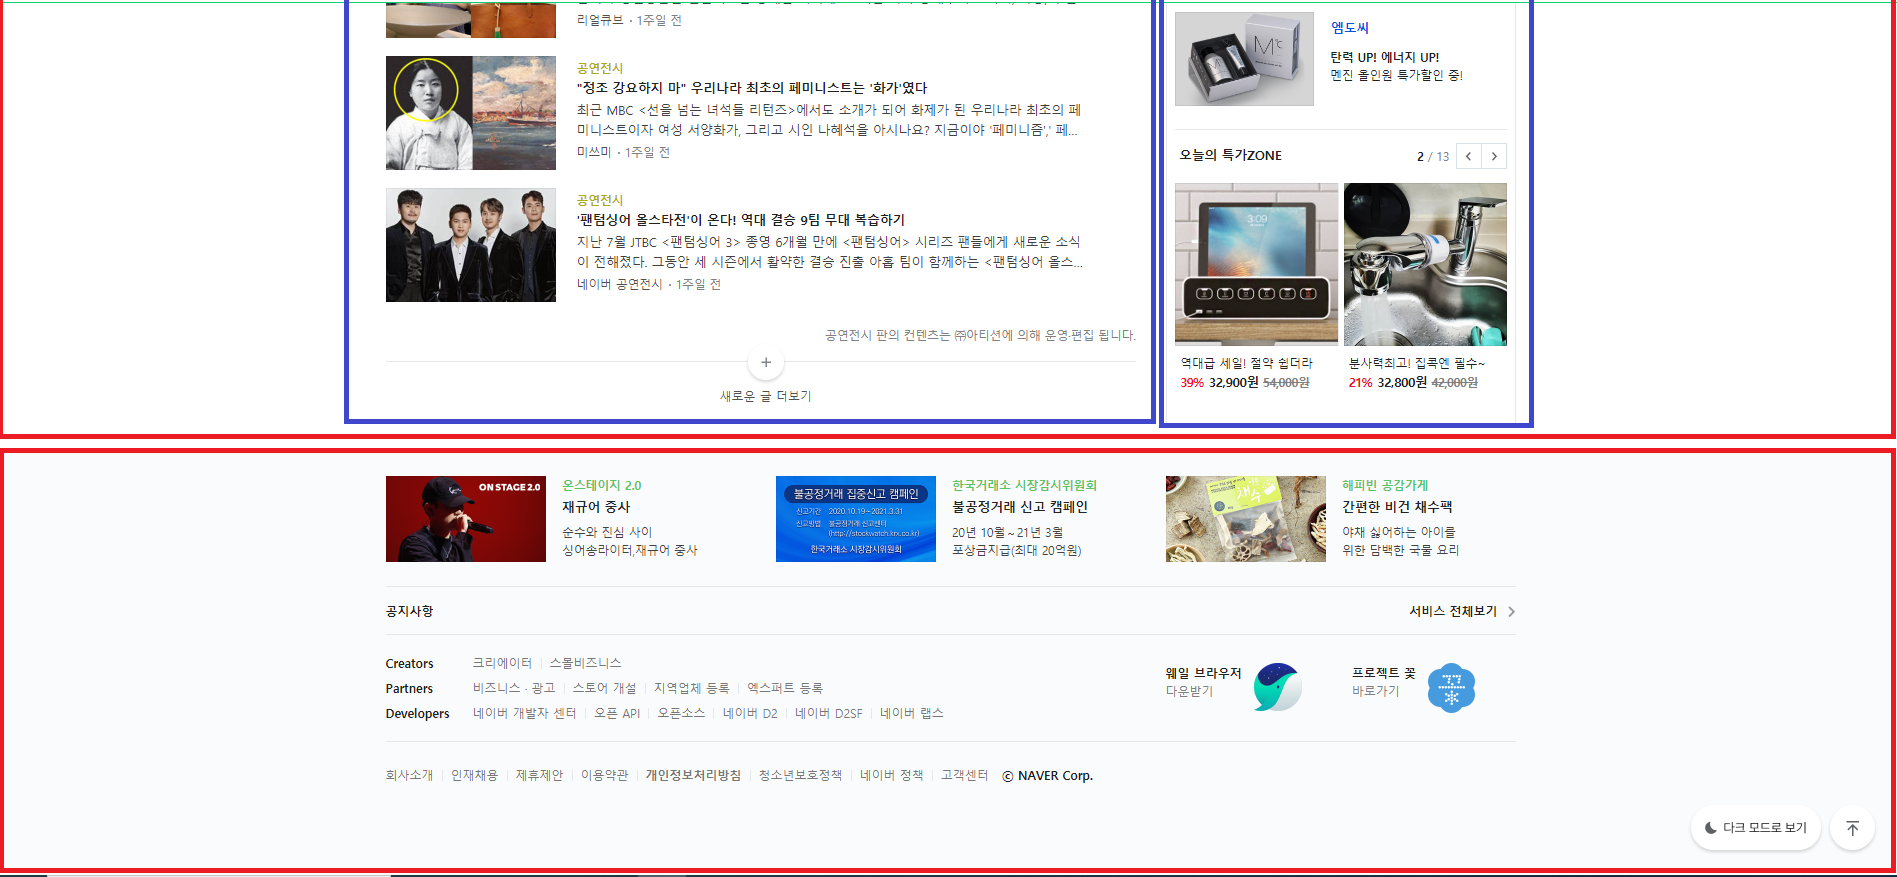 리얼큐브 · 1주일 전
공연전시
"정조 강요하지 마" 우리나라 최초의 페미니스트는 '화가'였다
최근 MBC <선을 넘는 녀석들 리턴즈>에서도 소개가 되어 화제가 된 우리나라 최초의 페
미니스트이자 여성 서양화가, 그리고 시인 나혜석을 아시나요? 지금이야 '페미니즘',' 페...
미쓰미 · 1주일 전
공연전시
'팬텀싱어 올스타전'이 온다! 역대 결승 9팀 무대 복습하기
지난 7월 JTBC <팬텀싱어 3> 종영 6개월 만에 <팬텀싱어> 시리즈 팬들에게 새로운 소식
이 전해졌다. 그동안 세 시즌에서 활약한 결승 진출 아홉 팀이 함께하는 <팬텀싱어 올스...
네이버 공연전시 · 1주일 전
공연전시 판의 컨텐츠는 ㈜아티션에 의해 운영·편집 됩니다.
+
새로운 글 더보기
M℃
엠도씨
탄력 UP! 에너지 UP!
멘진 올인원 특가할인 중!
오늘의 특가ZONE
2 / 13
3:09
역대급 세일! 절약 쉽더라
39% 32,900원 54,000원
분사력최고! 집콕엔 필수~
21% 32,800원 42,000원
ON STAGE 2.0
온스테이지 2.0
재규어 중사
순수와 진심 사이
싱어송라이터,재규어 중사
불공정거래 집중신고 캠페인
신고기간 2020.10.19~2021.3.31
신고방법 불공정거래 신고센터
(http://stockwatch.krx.co.kr)
한국거래소 시장감시위원회
한국거래소 시장감시위원회
불공정거래 신고 캠페인
20년 10월~21년 3월
포상금지급(최대 20억원)
채수
해피빈 공감가게
간편한 비건 채수팩
야채 싫어하는 아이를
위한 담백한 국물 요리
공지사항
서비스 전체보기
Creators 크리에이터 스몰비즈니스
Partners 비즈니스 · 광고 스토어 개설 지역업체 등록 엑스퍼트 등록
Developers 네이버 개발자 센터 오픈 API 오픈소스 네이버 D2 네이버 D2SF 네이버 랩스
웨일 브라우저
다운받기
프로젝트 꽃
바로가기
회사소개 인재채용 제휴제안 이용약관 개인정보처리방침 청소년보호정책 네이버 정책 고객센터 ⓒ NAVER Corp.
다크 모드로 보기